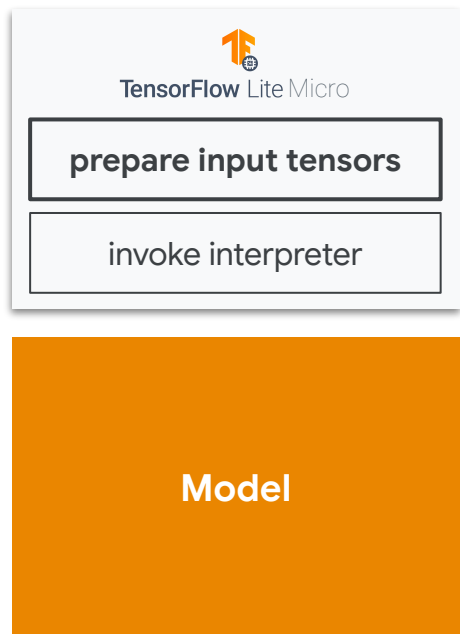 TensorFlow Lite Micro
prepare input tensors
invoke interpreter
Model